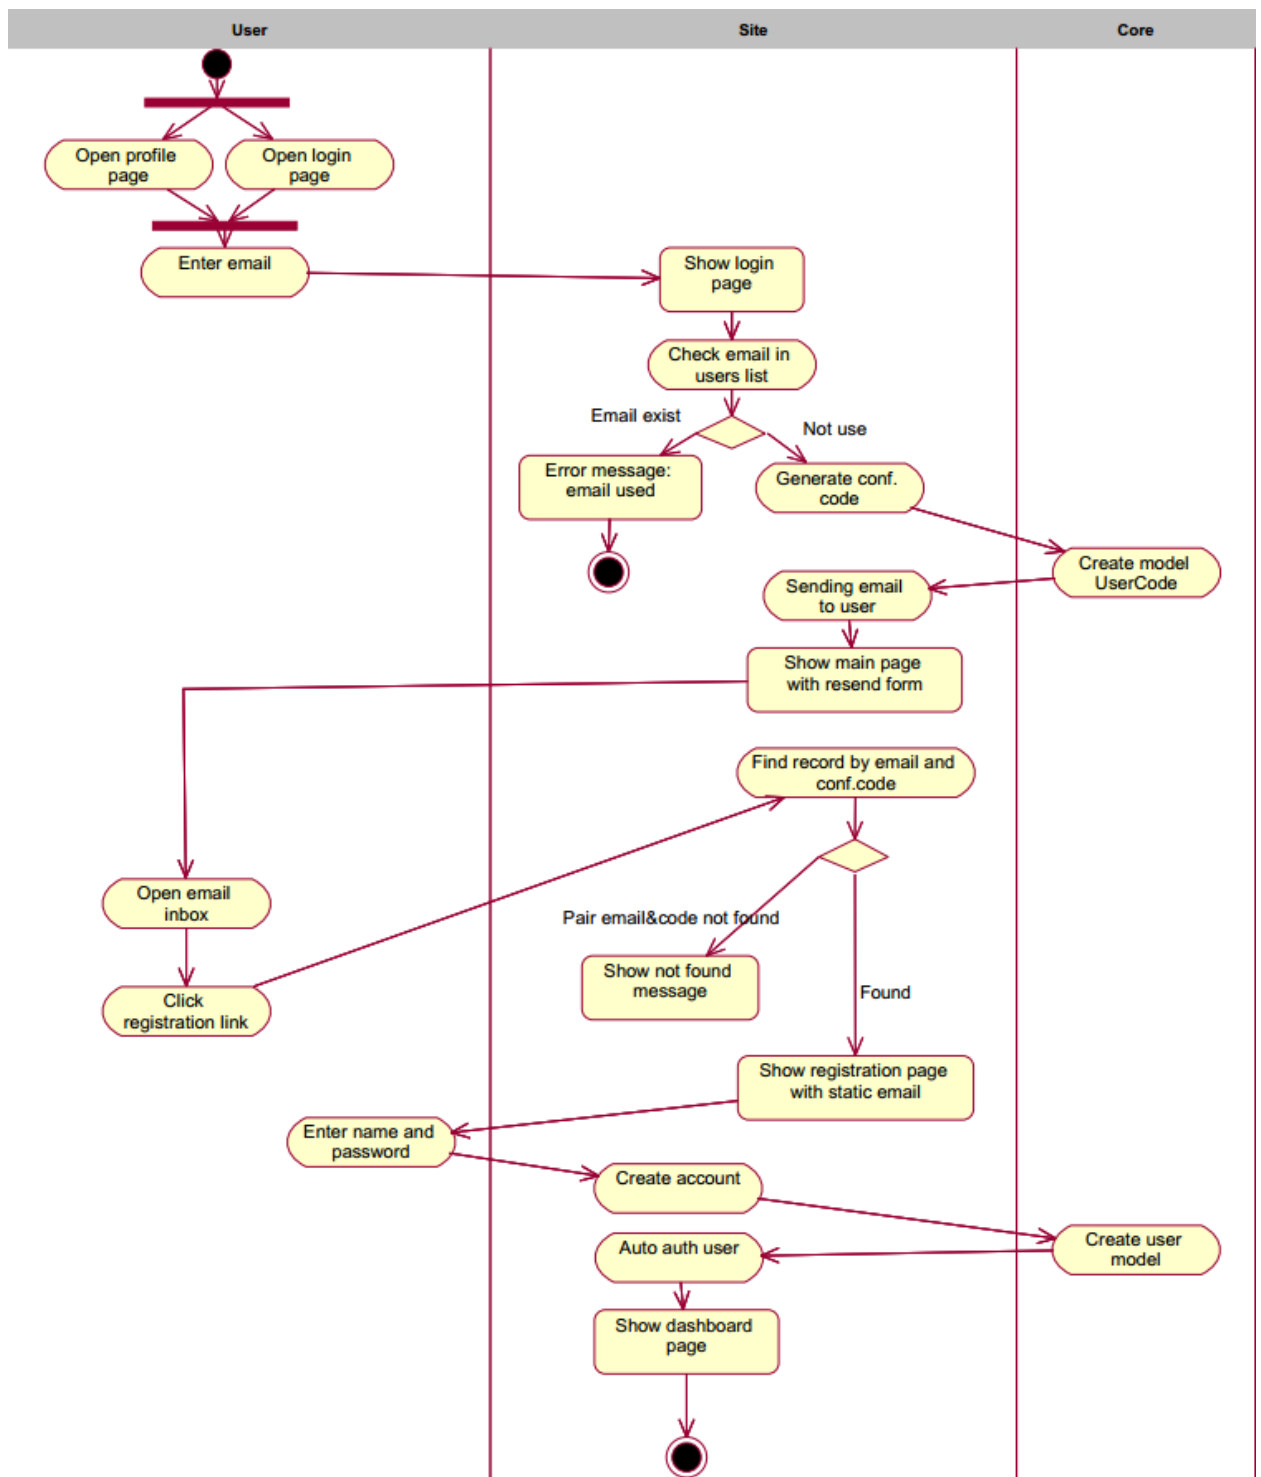 User
Site
Core
Open profile
page
Open login
page
Enter email
Show login
page
Check email in
users list
Email exist
Not use
Error message:
email used
Generate conf.
code
Create model
UserCode
Sending email
to user
Show main page
with resend form
Find record by email and
conf.code
Open email
inbox
Pair email&code not found
Show not found
message
Found
Click
registration link
Show registration page
with static email
Enter name and
password
Create account
Create user
model
Auto auth user
Show dashboard
page